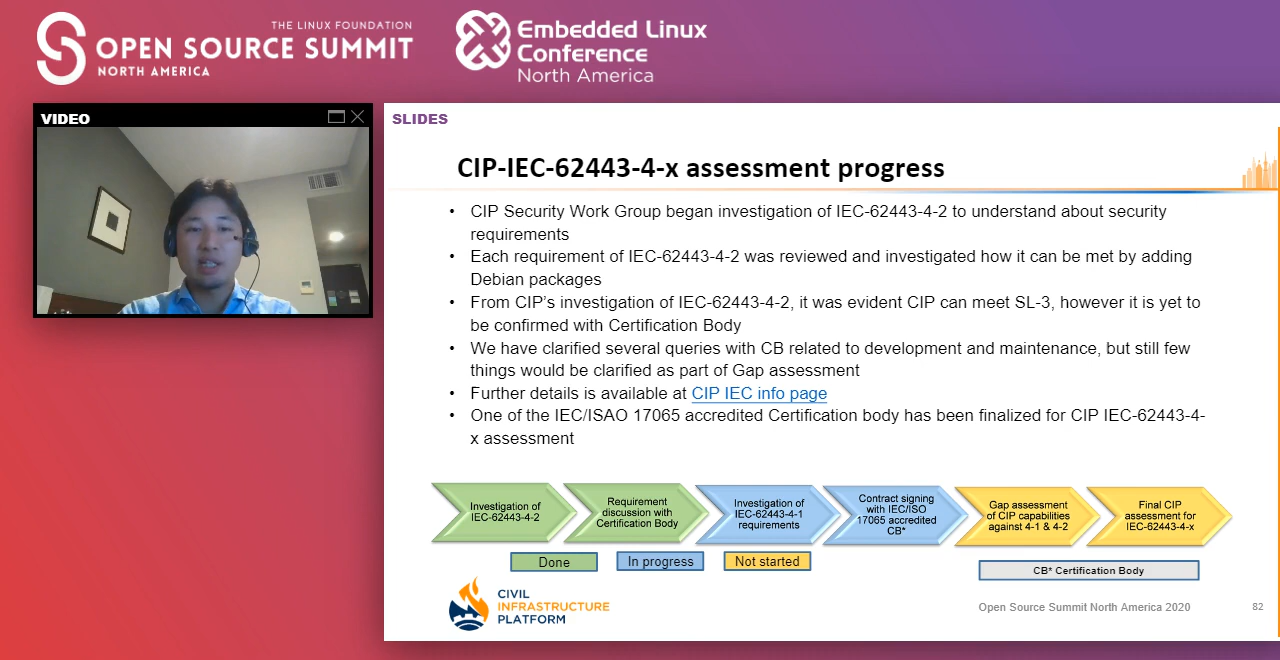 THE LINUX FOUNDATION
OPEN SOURCE SUMMIT
NORTH AMERICA
Embedded Linux
Conference
North America
VIDEO
SLIDES
CIP-IEC-62443-4-x assessment progress
• CIP Security Work Group began investigation of IEC-62443-4-2 to understand about security
requirements
• Each requirement of IEC-62443-4-2 was reviewed and investigated how it can be met by adding
Debian packages
• From CIP’s investigation of IEC-62443-4-2, it was evident CIP can meet SL-3, however it is yet to
be confirmed with Certification Body
• We have clarified several queries with CB related to development and maintenance, but still few
things would be clarified as part of Gap assessment
• Further details is available at CIP IEC info page
• One of the IEC/ISAO 17065 accredited Certification body has been finalized for CIP IEC-62443-4-
x assessment
Investigation of
IEC-62443-4-2
Requirement
discussion with
Certification Body
Investigation of
IEC-62443-4-1
requirements
Contract signing
with IEC/ISO
17065 accredited
CB*
Gap assessment
of CIP capabilities
against 4-1 & 4-2
Final CIP
assessment for
IEC-62443-4-x
Done
In progress
Not started
CB* Certification Body
CIVIL
INFRASTRUCTURE
PLATFORM
Open Source Summit North America 2020
82